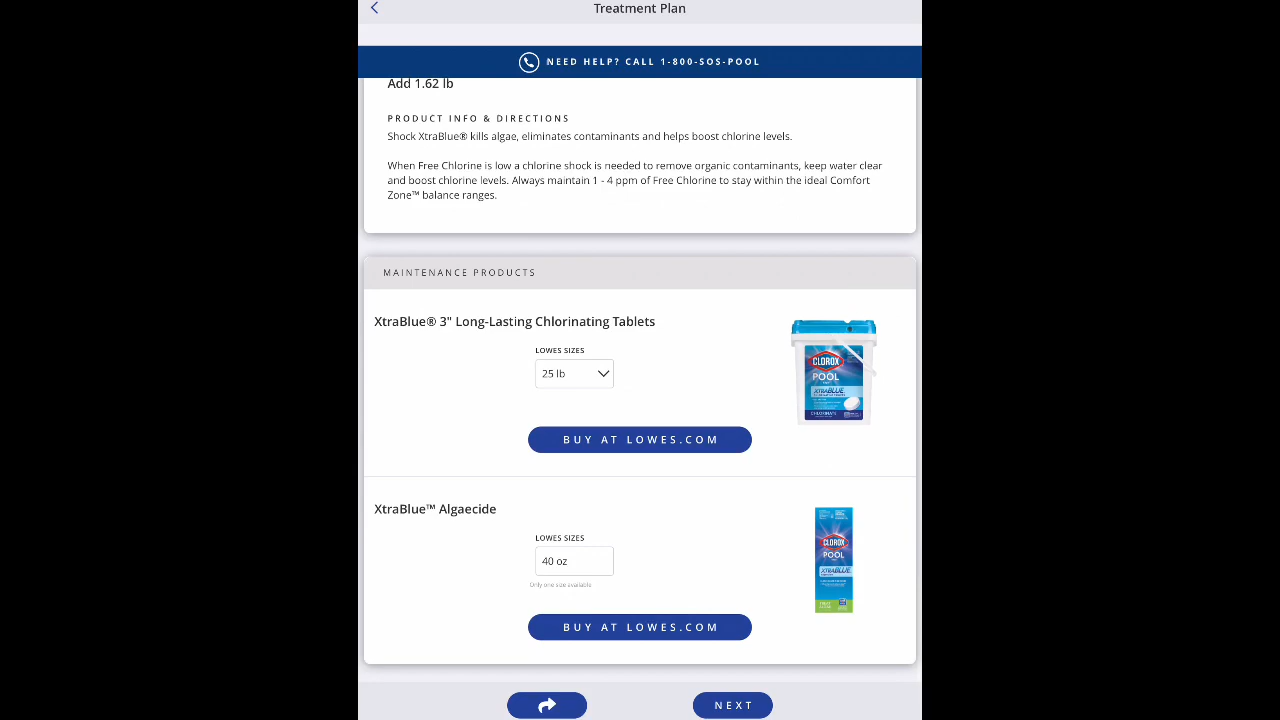 Treatment Plan
NEED HELP? CALL 1-800-SOS-POOL
Add 1.62 lb
PRODUCT INFO & DIRECTIONS
Shock XtraBlue® kills algae, eliminates contaminants and helps boost chlorine levels.
When Free Chlorine is low a chlorine shock is needed to remove organic contaminants, keep water clear
and boost chlorine levels. Always maintain 1 - 4 ppm of Free Chlorine to stay within the ideal Comfort
Zone™ balance ranges.
MAINTENANCE PRODUCTS
XtraBlue® 3" Long-Lasting Chlorinating Tablets
LOWES SIZES
25 lb
CLOROX
POOL
XTRABLUE
BUY AT LOWES.COM
XtraBlue™ Algaecide
LOWES SIZES
40 oz
Only one size available
CLOROX
POOL
XTRABLUE
BUY AT LOWES.COM
NEXT